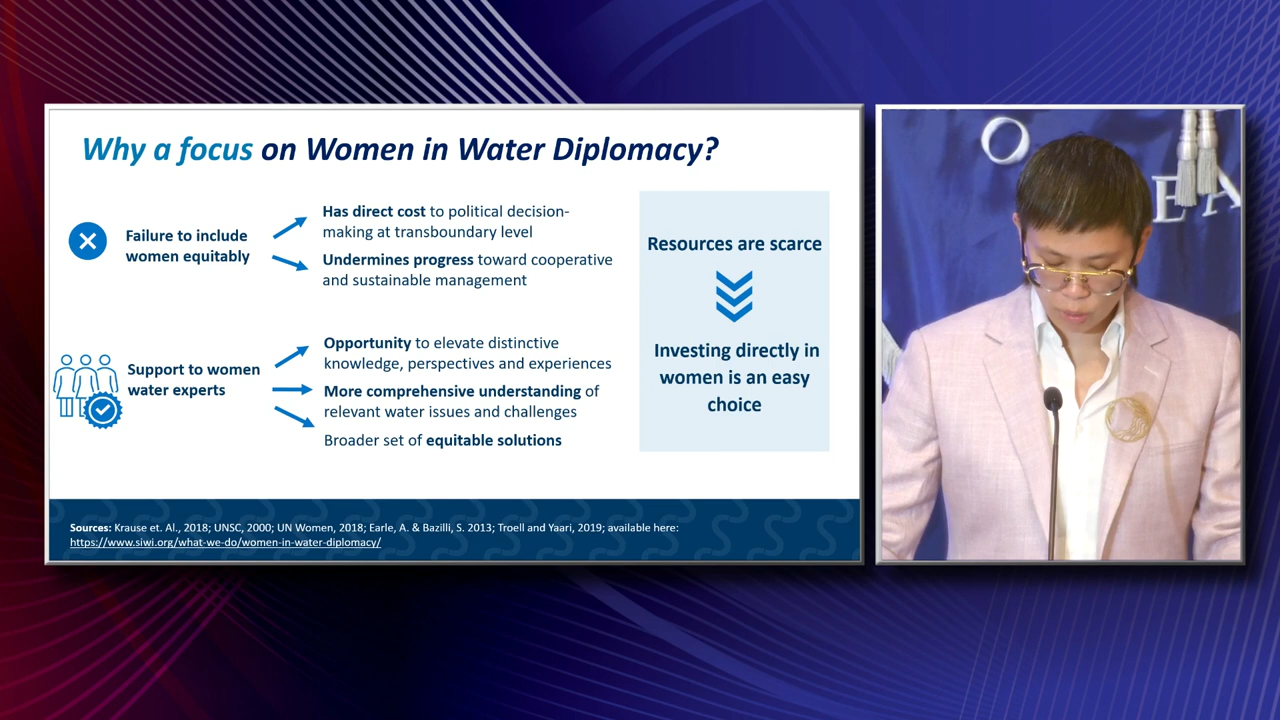 Why a focus on Women in Water Diplomacy?
Failure to include
women equitably
Has direct cost to political decision-
making at transboundary level
Undermines progress toward cooperative
and sustainable management
Support to women
water experts
Opportunity to elevate distinctive
knowledge, perspectives and experiences
More comprehensive understanding of
relevant water issues and challenges
Broader set of equitable solutions
Resources are scarce
Investing directly in
women is an easy
choice
Sources: Krause et. Al., 2018; UNSC, 2000; UN Women, 2018; Earle, A. & Bazilli, S. 2013; Troell and Yaari, 2019; available here:
https://www.siwi.org/what-we-do/women-in-water-diplomacy/
O
EA